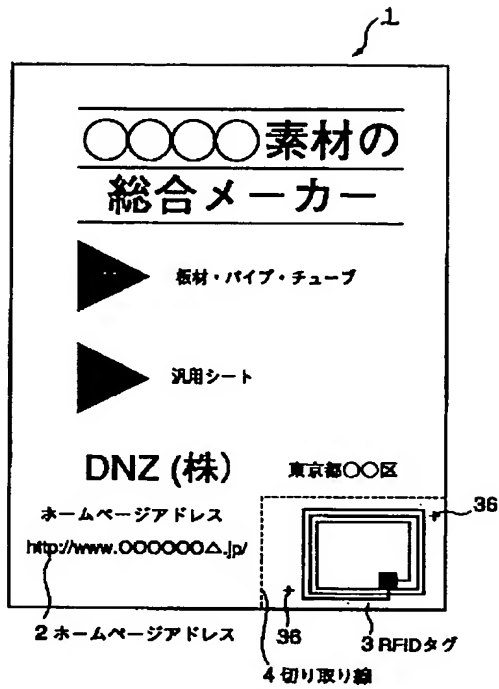 1
○○○○素材の
総合メーカー
板材・パイプ・チューブ
汎用シート
DNZ (株)
東京都○○区
ホームページアドレス
http://www.○○○○○○△.jp/
36
36
2 ホームページアドレス
3 RFIDタグ
4 切り取り線